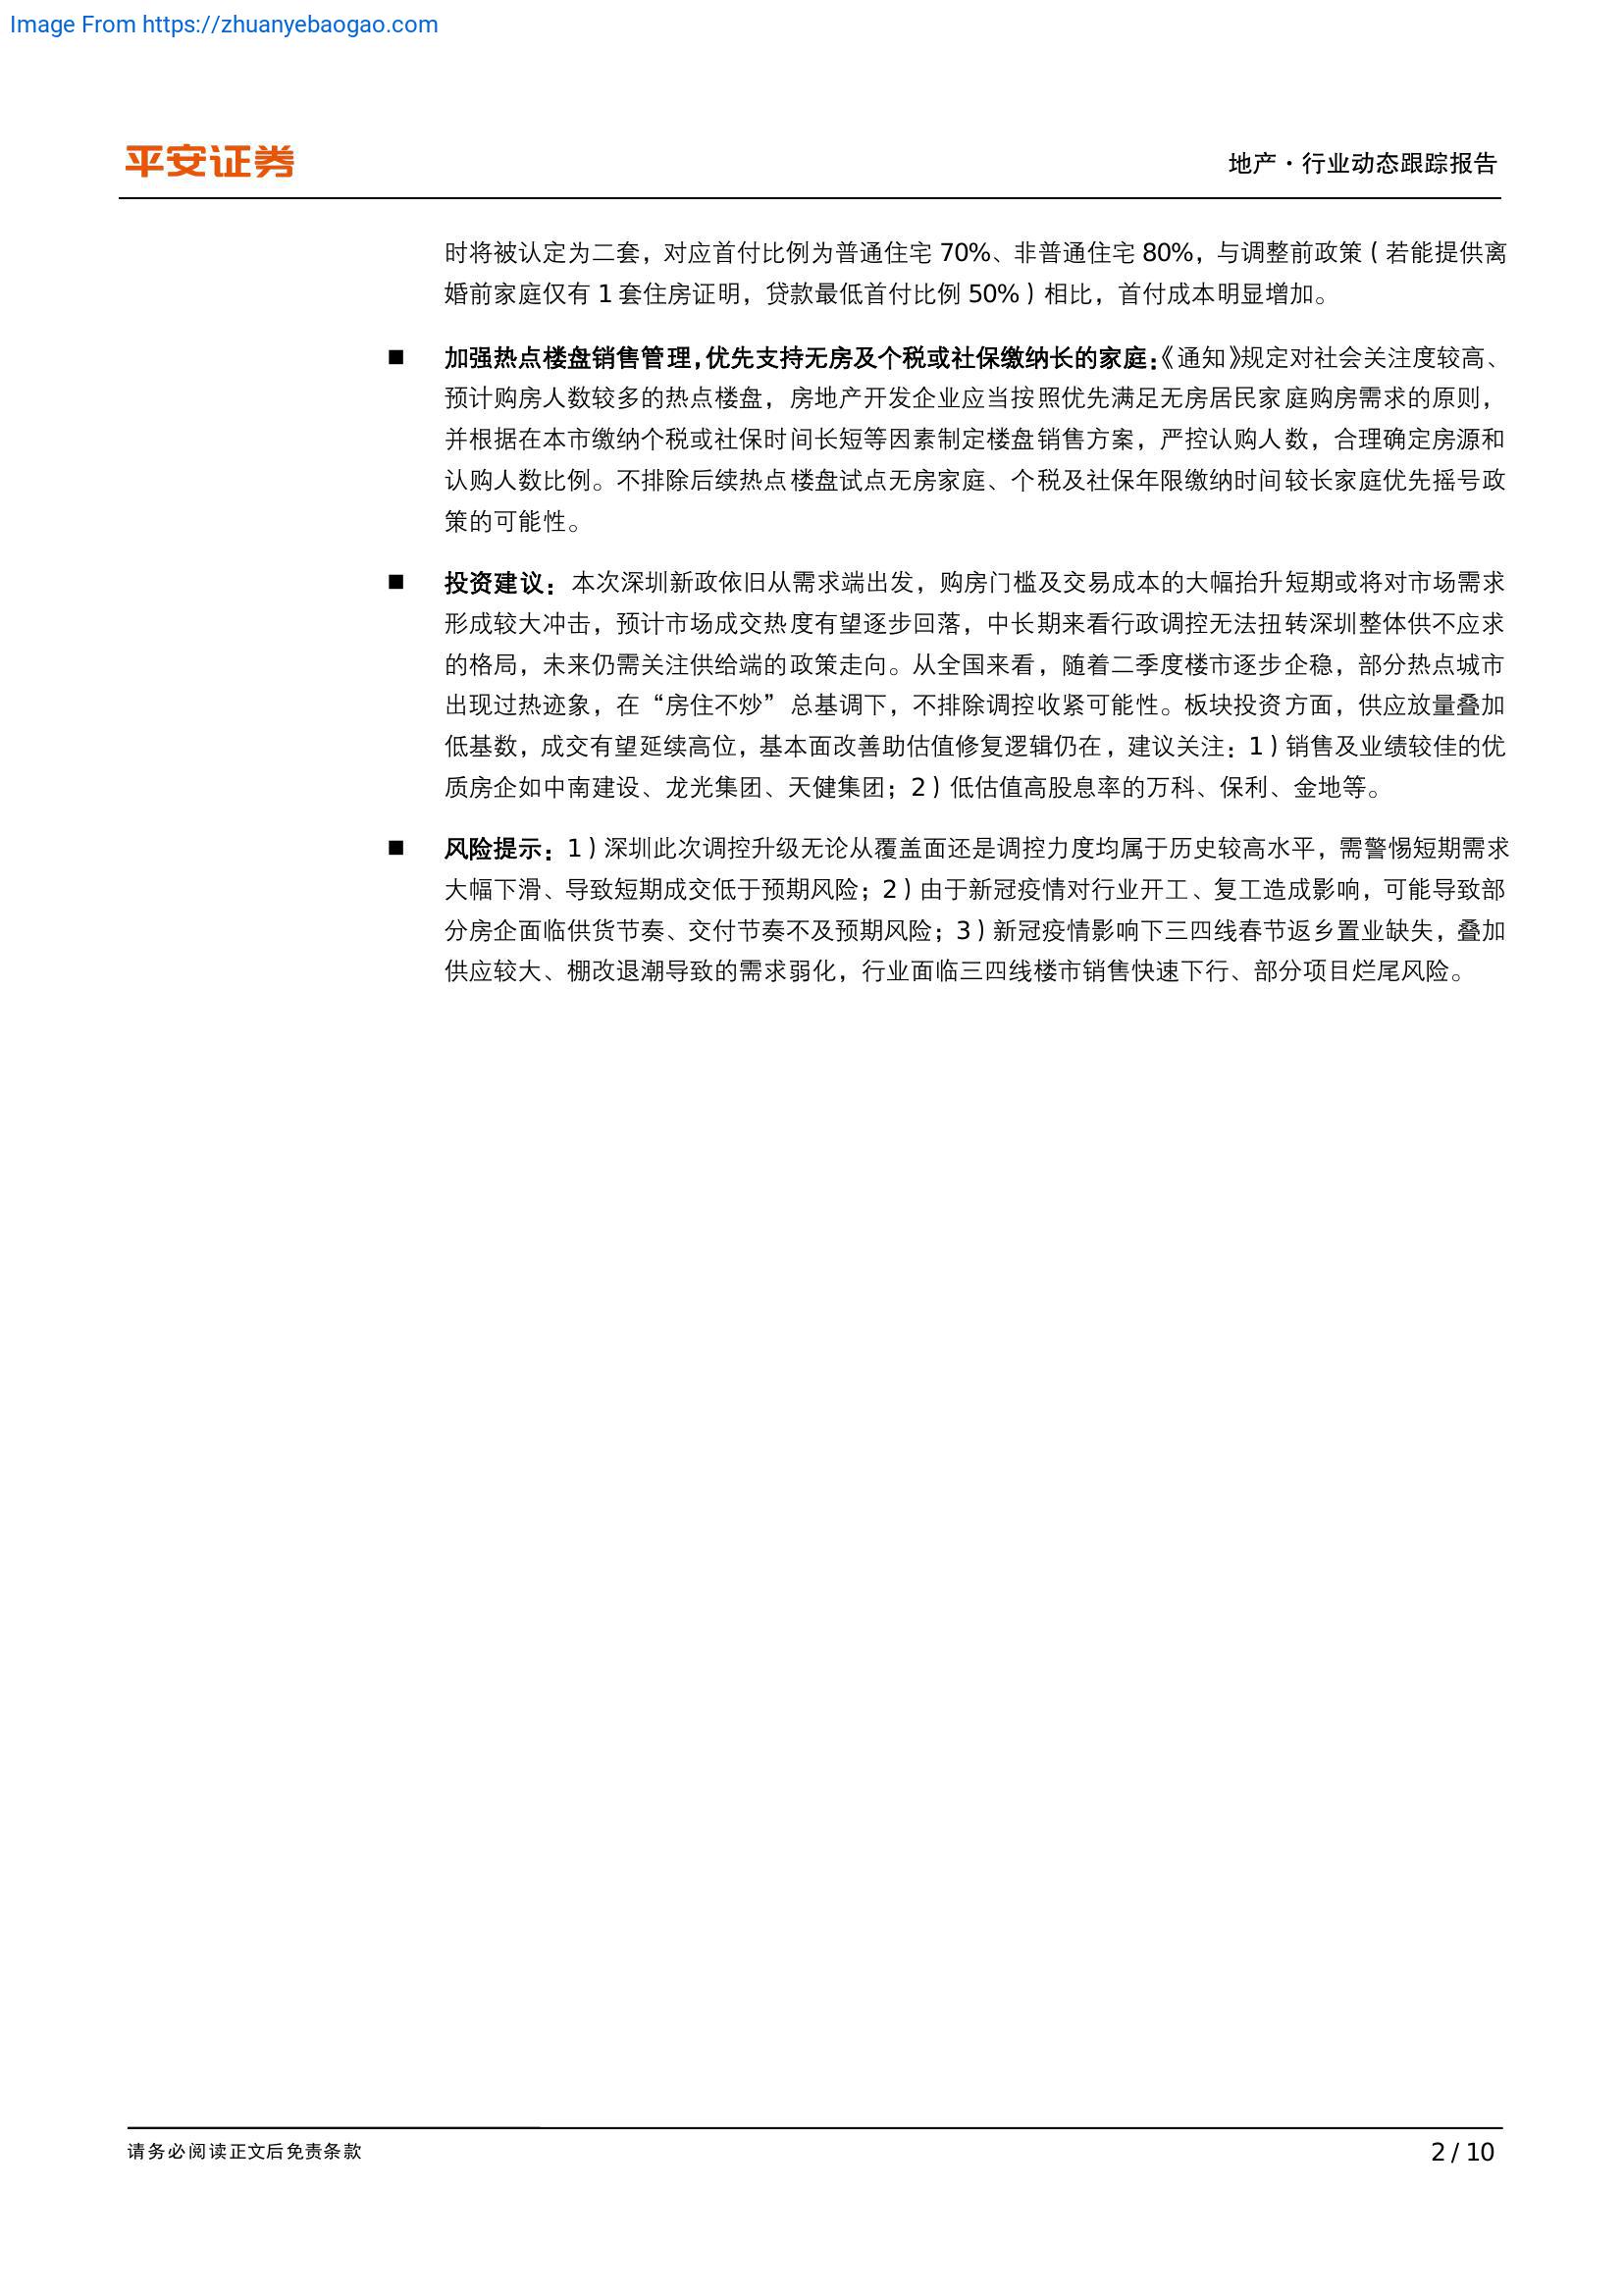 Image From https://zhuanyebaogao.com
平安证券
地产·行业动态跟踪报告
时将被认定为二套，对应首付比例为普通住宅 70%、非普通住宅 80%，与调整前政策（若能提供离
婚前家庭仅有 1 套住房证明，贷款最低首付比例 50%）相比，首付成本明显增加。
■ 加强热点楼盘销售管理，优先支持无房及个税或社保缴纳长的家庭：《通知》规定对社会关注度较高、
预计购房人数较多的热点楼盘，房地产开发企业应当按照优先满足无房居民家庭购房需求的原则，
并根据在本市缴纳个税或社保时间长短等因素制定楼盘销售方案，严控认购人数，合理确定房源和
认购人数比例。不排除后续热点楼盘试点无房家庭、个税及社保年限缴纳时间较长家庭优先摇号政
策的可能性。
■ 投资建议：本次深圳新政依旧从需求端出发，购房门槛及交易成本的大幅抬升短期或将对市场需求
形成较大冲击，预计市场成交热度有望逐步回落，中长期来看行政调控无法扭转深圳整体供不应求
的格局，未来仍需关注供给端的政策走向。从全国来看，随着二季度楼市逐步企稳，部分热点城市
出现过热迹象，在“房住不炒”总基调下，不排除调控收紧可能性。板块投资方面，供应放量叠加
低基数，成交有望延续高位，基本面改善助估值修复逻辑仍在，建议关注：1）销售及业绩较佳的优
质房企如中南建设、龙光集团、天健集团；2）低估值高股息率的万科、保利、金地等。
■ 风险提示：1）深圳此次调控升级无论从覆盖面还是调控力度均属于历史较高水平，需警惕短期需求
大幅下滑、导致短期成交低于预期风险；2）由于新冠疫情对行业开工、复工造成影响，可能导致部
分房企面临供货节奏、交付节奏不及预期风险；3）新冠疫情影响下三四线春节返乡置业缺失，叠加
供应较大、棚改退潮导致的需求弱化，行业面临三四线楼市销售快速下行、部分项目烂尾风险。
请务必阅读正文后免责条款
2 / 10